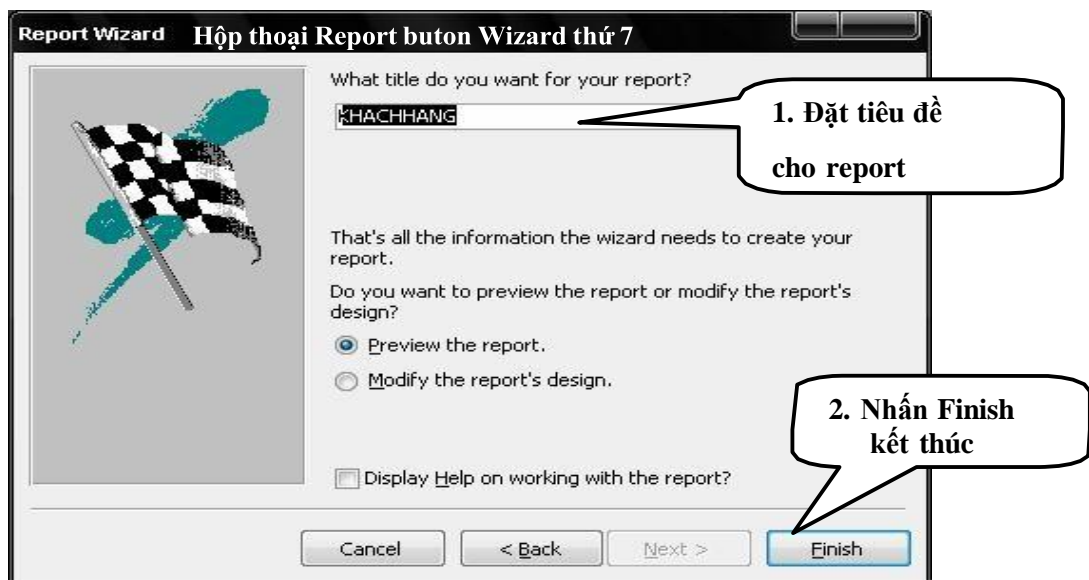 Report Wizard Hộp thoại Report buton Wizard thứ 7
What title do you want for your report?
KHACHHANG
1. Đặt tiêu đề
cho report
That's all the information the wizard needs to create your
report.
Do you want to preview the report or modify the report's
design?
Preview the report.
Modify the report's design.
2. Nhấn Finish
kết thúc
Display Help on working with the report?
Cancel
< Back
Next >
Finish